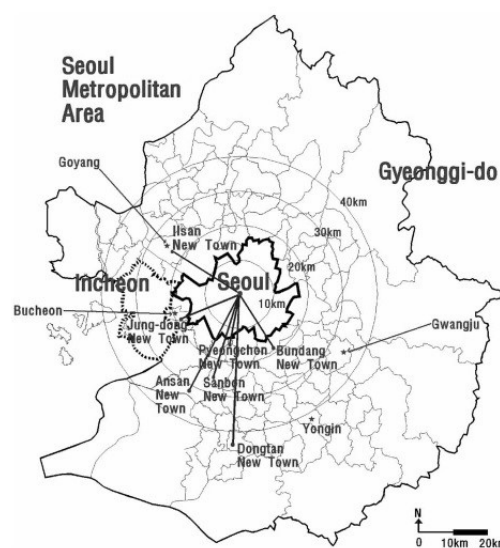 Seoul
Metropolitan
Area
Goyang
Gyeonggi-do
40km
Ilsan
New Town
30km
20km
Incheon
Seoul
10km
Bucheon
Jung-dong
New Town
Gwangju
Pyeongchon
New Town
Bundang
New Town
Ansan
New
Town
Sanbon
New Town
Yongin
Dongtan
New Town
N
0 10km 20km